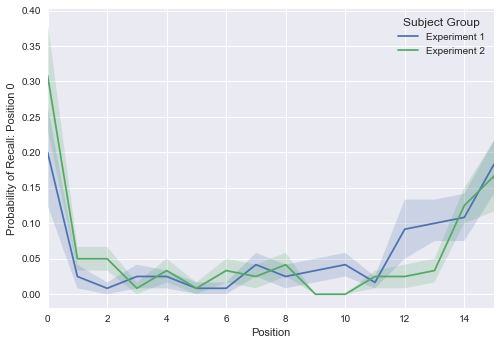 Subject Group
Experiment 1
Experiment 2
Probability of Recall: Position 0
0.40
0.35
0.30
0.25
0.20
0.15
0.10
0.05
0.00
0 2 4 6 8 10 12 14
Position